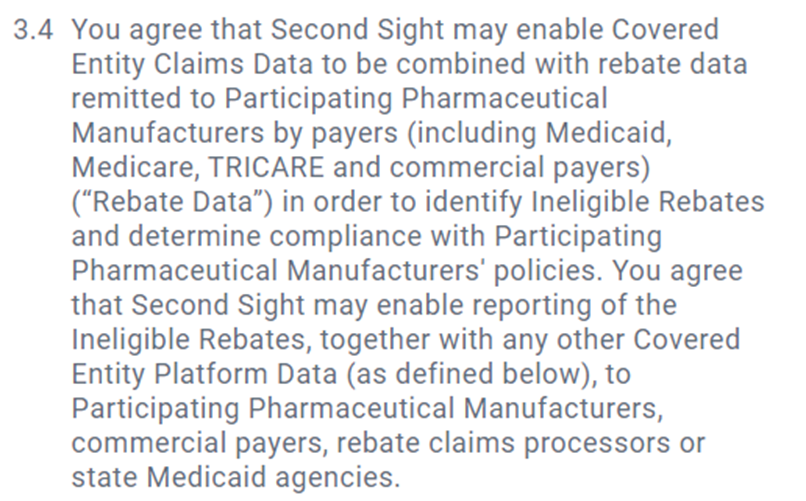 3.4 You agree that Second Sight may enable Covered
Entity Claims Data to be combined with rebate data
remitted to Participating Pharmaceutical
Manufacturers by payers (including Medicaid,
Medicare, TRICARE and commercial payers)
(“Rebate Data”) in order to identify Ineligible Rebates
and determine compliance with Participating
Pharmaceutical Manufacturers' policies. You agree
that Second Sight may enable reporting of the
Ineligible Rebates, together with any other Covered
Entity Platform Data (as defined below), to
Participating Pharmaceutical Manufacturers,
commercial payers, rebate claims processors or
state Medicaid agencies.